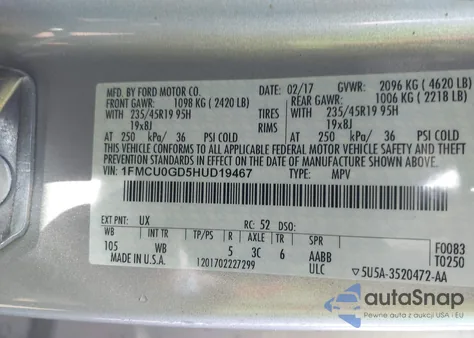 MFD. BY FORD MOTOR CO.
02/17 GVWR: 2096 KG ( 4620 LB)
FRONT GAWR: 1098 KG ( 2420 LB) REAR GAWR: 1006 KG ( 2218 LB)
WITH 235/45R19 95H TIRES WITH 235/45R19 95H
19x8J RIMS 19x8J
AT 250 kPa/ 36 PSI COLD AT 250 kPa/ 36 PSI COLD
THIS VEHICLE CONFORMS TO ALL APPLICABLE FEDERAL MOTOR VEHICLE SAFETY AND
THEFT PREVENTION STANDARDS IN EFFECT ON THE DATE OF MANUFACTURE SHOWN ABOVE.
VIN: 1FMCU0GD5HUD19467 TYPE: MPV
EXT PNT: UX RC: 52 DSO:
WB INT TR TP/PS R AXLE TR SPR
105 WB 5 3C 6 AABB
MADE IN U.S.A. 1201702227299 ULC
F0083
T0250
5U5A-3520472-AA
autoSnap
Pewne auta z aukcji w USA i Kanadzie